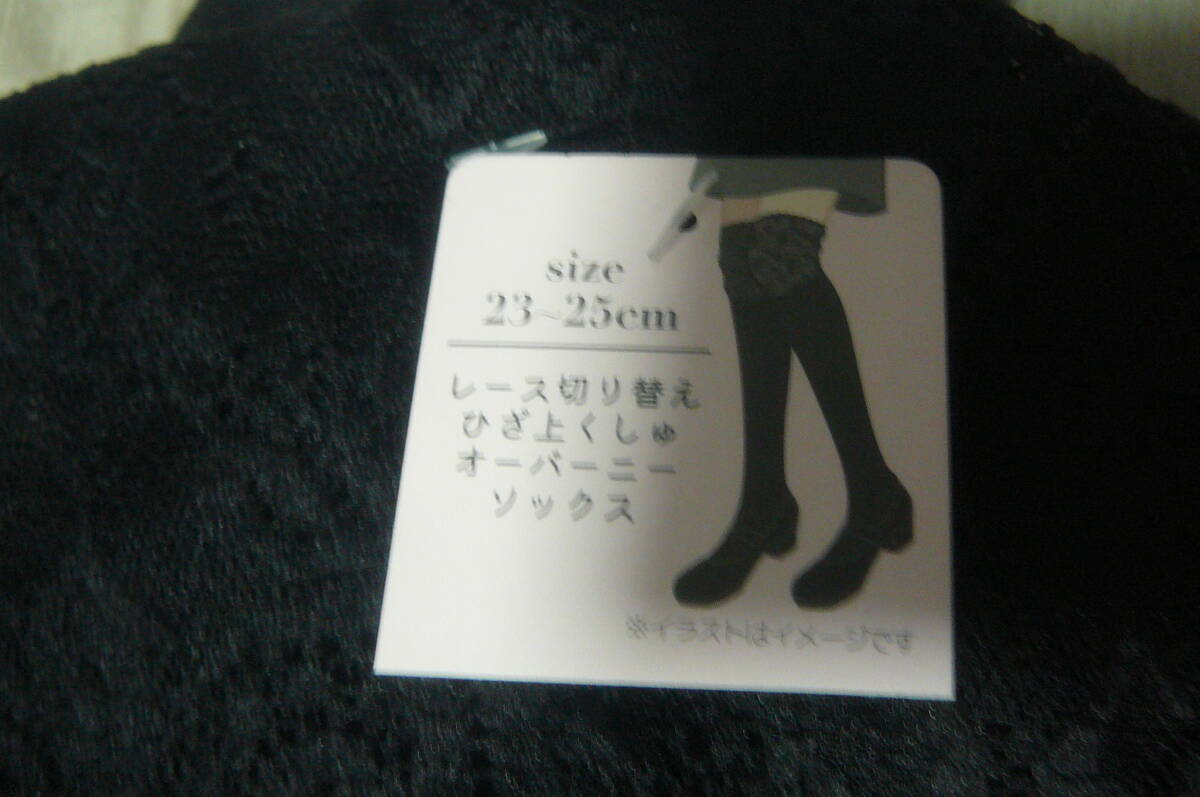 size
23~25cm
レース切り替え
ひざ上くしゅ
オーバーニー
ソックス
※イラストはイメージです